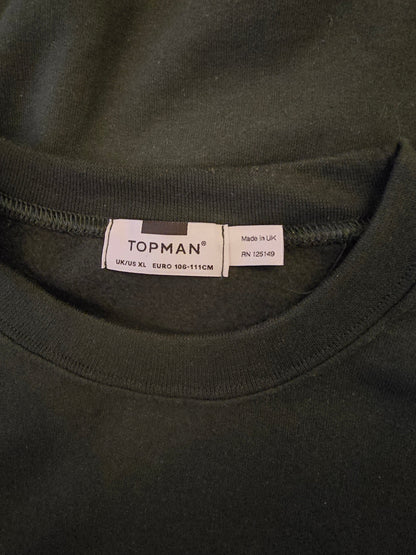 TOPMAN®
UK/US XL EURO 106-111CM
Made in UK
RN 125149